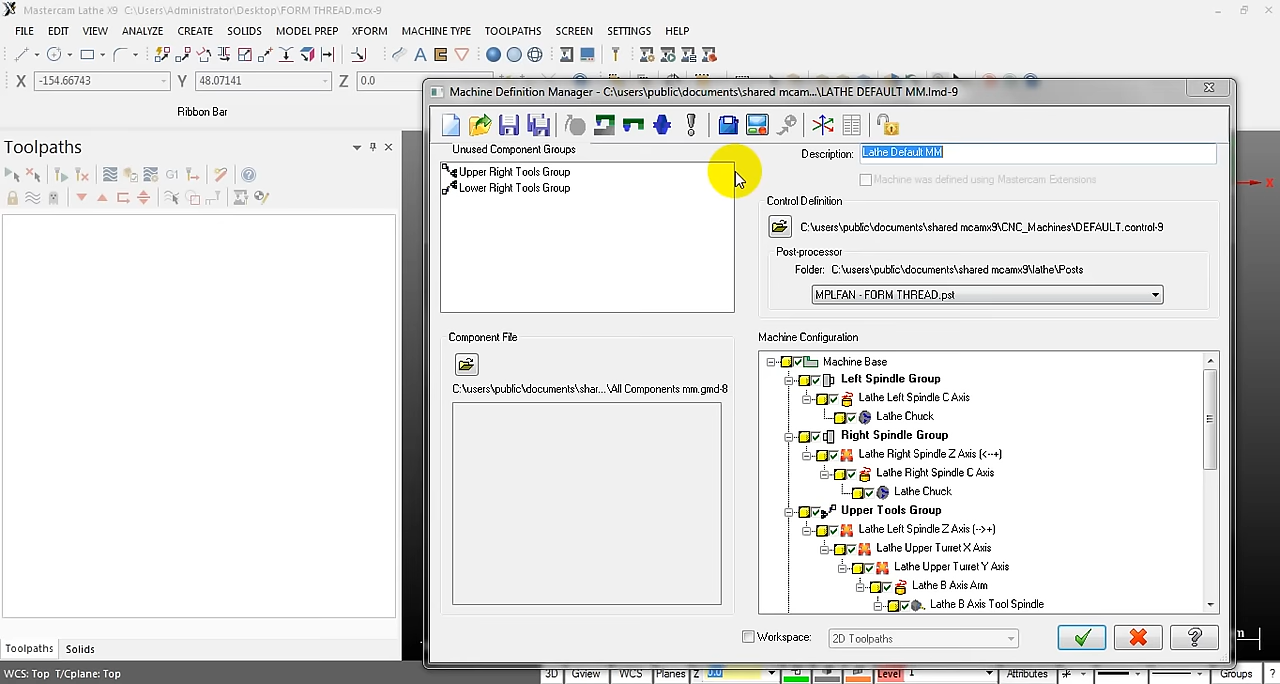 Mastercam Lathe X9 C:\Users\Administrator\Desktop\FORM THREAD.mcx-9
FILE EDIT VIEW ANALYZE CREATE SOLIDS MODEL PREP XFORM MACHINE TYPE TOOLPATHS SCREEN SETTINGS HELP
X -154.66743 Y 48.07141 Z 0.0
Ribbon Bar
Toolpaths
G1
Machine Definition Manager - C:\users\public\documents\shared mcam...\LATHE DEFAULT MM.lmd-9
Unused Component Groups
Upper Right Tools Group
Lower Right Tools Group
Description: Lathe Default MM
Machine was defined using Mastercam Extensions
Control Definition
C:\users\public\documents\shared mcamx9\CNC_Machines\DEFAULT.control-9
Post-processor
Folder: C:\users\public\documents\shared mcamx9\lathe\Posts
MPLFAN - FORM THREAD.pst
Component File
C:\users\public\documents\shar...\All Components mm.gmd-8
Machine Configuration
Machine Base
Left Spindle Group
Lathe Left Spindle C Axis
Lathe Chuck
Right Spindle Group
Lathe Right Spindle Z Axis (<--+)
Lathe Right Spindle C Axis
Lathe Chuck
Upper Tools Group
Lathe Left Spindle Z Axis (-->+)
Lathe Upper Turret X Axis
Lathe Upper Turret Y Axis
Lathe B Axis Arm
Lathe B Axis Tool Spindle
Workspace: 2D Toolpaths
X
Toolpaths Solids
WCS: Top T/Cplane: Top
3D Gview WCS Planes Z 0.0 Level 1 Attributes Groups ?